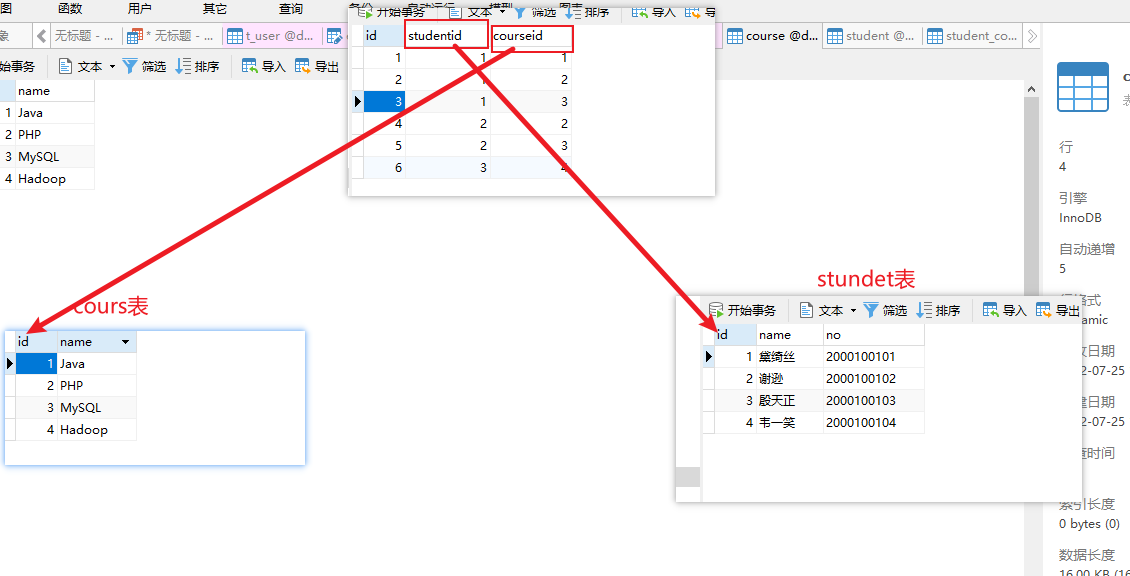 图 函数 用户 其它 查询
象 无标题 - ... * 无标题 - ... t_user @d... course @d... student @... student_co...
始事务 文本 筛选 排序 导入 导出
name
1 Java
2 PHP
3 MySQL
4 Hadoop
开始事务 文本 筛选 排序 导入 导
id studentid courseid
1 1 1
2 1 2
3 1 3
4 2 2
5 2 3
6 3 4
cours表
id name
1 Java
2 PHP
3 MySQL
4 Hadoop
stundet表
开始事务 文本 筛选 排序 导入 导出
id name no
1 黛绮丝 2000100101
2 谢逊 2000100102
3 殷天正 2000100103
4 韦一笑 2000100104
c
表
行
4
引擎
InnoDB
自动递增
5
格式
amic
日期
2-07-25
日期
2-07-25
时间
索引长度
0 bytes (0)
数据长度
16.00 KB (16